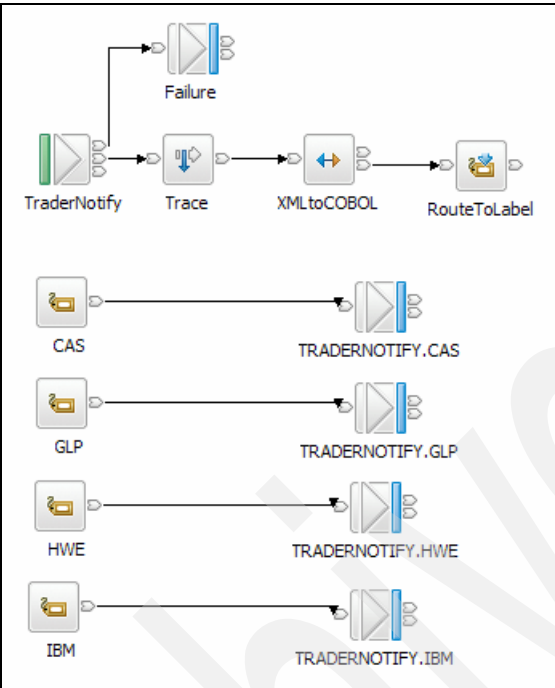 Failure
TraderNotify
Trace
XMLtoCOBOL
RouteToLabel
CAS
TRADERNOTIFY.CAS
GLP
TRADERNOTIFY.GLP
HWE
TRADERNOTIFY.HWE
IBM
TRADERNOTIFY.IBM